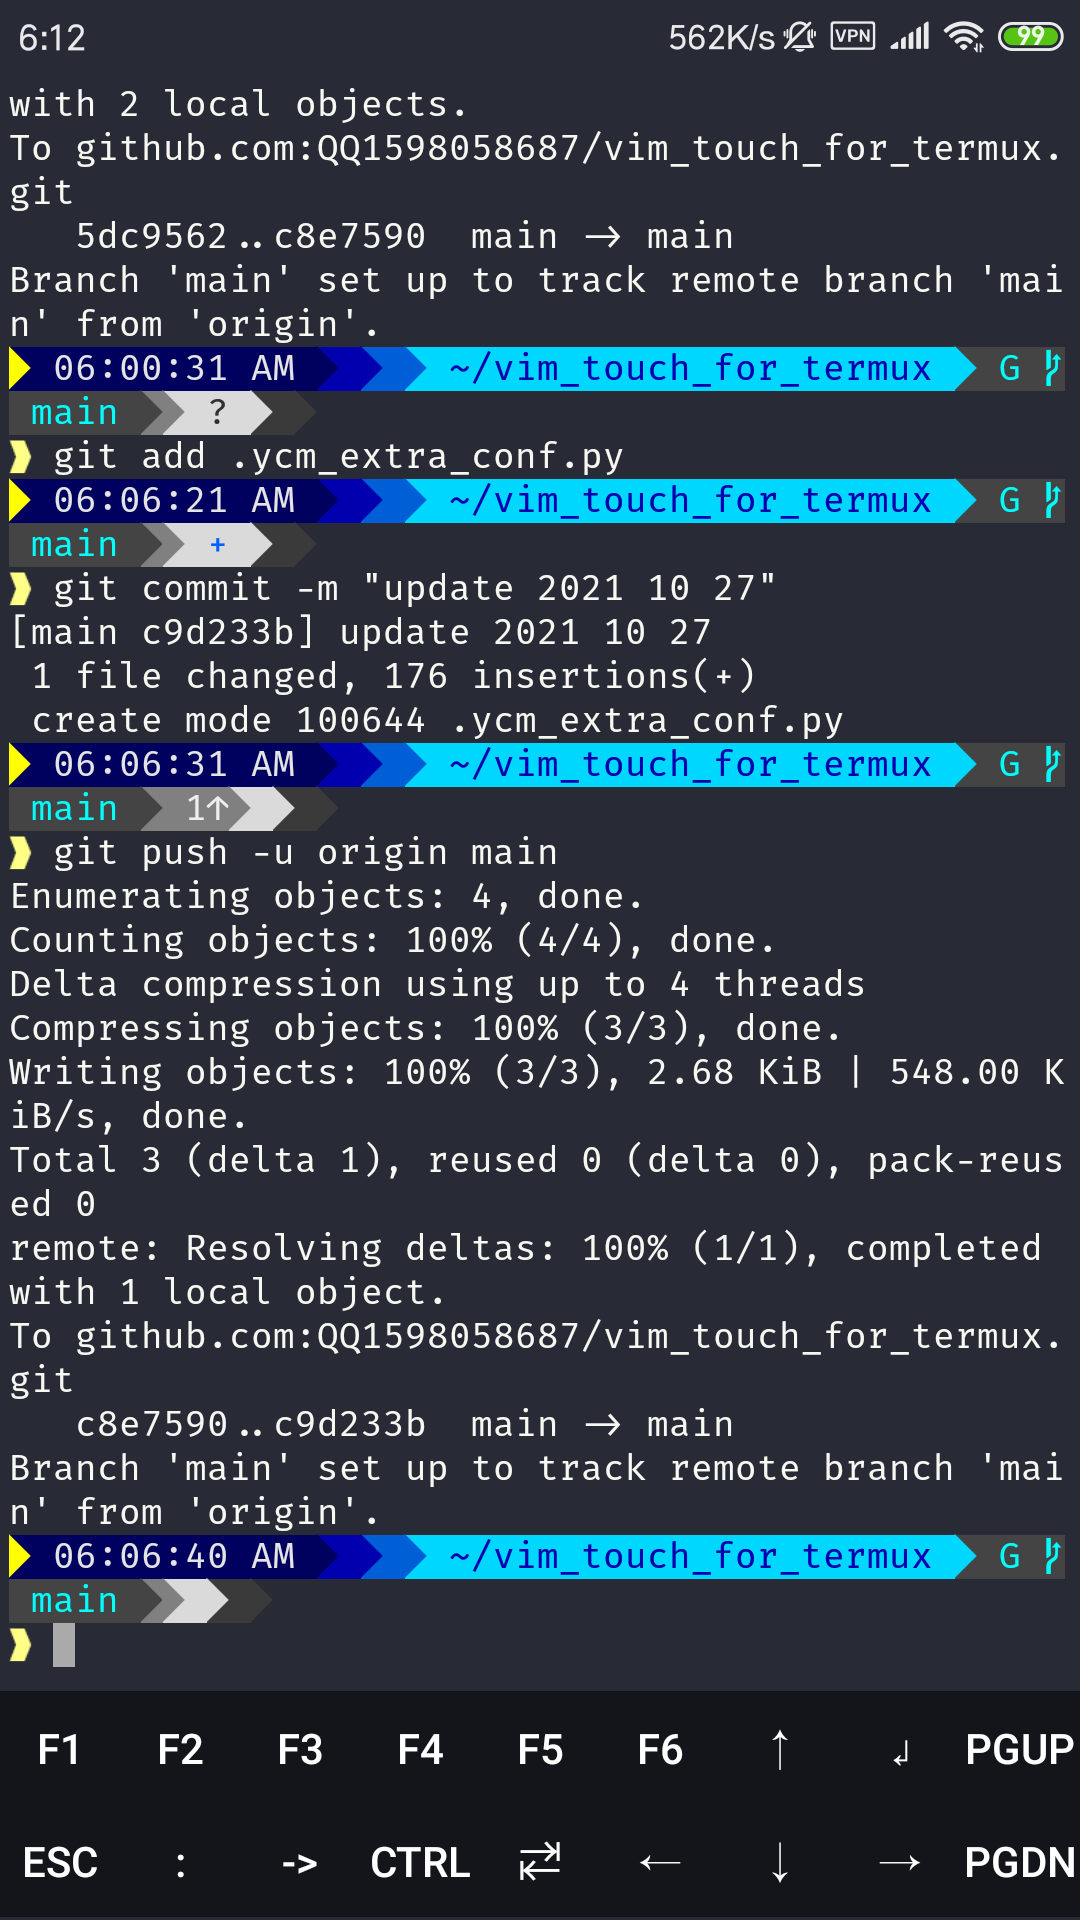 6:12 562K/s VPN 99
with 2 local objects.
To github.com:QQ1598058687/vim_touch_for_termux.
git
   5dc9562..c8e7590  main -> main
Branch 'main' set up to track remote branch 'mai
n' from 'origin'.
06:00:31 AM ~/vim_touch_for_termux G
main ?
❱ git add .ycm_extra_conf.py
06:06:21 AM ~/vim_touch_for_termux G
main +
❱ git commit -m "update 2021 10 27"
[main c9d233b] update 2021 10 27
 1 file changed, 176 insertions(+)
 create mode 100644 .ycm_extra_conf.py
06:06:31 AM ~/vim_touch_for_termux G
main 1↑
❱ git push -u origin main
Enumerating objects: 4, done.
Counting objects: 100% (4/4), done.
Delta compression using up to 4 threads
Compressing objects: 100% (3/3), done.
Writing objects: 100% (3/3), 2.68 KiB | 548.00 K
iB/s, done.
Total 3 (delta 1), reused 0 (delta 0), pack-reus
ed 0
remote: Resolving deltas: 100% (1/1), completed
with 1 local object.
To github.com:QQ1598058687/vim_touch_for_termux.
git
   c8e7590..c9d233b  main -> main
Branch 'main' set up to track remote branch 'mai
n' from 'origin'.
06:06:40 AM ~/vim_touch_for_termux G
main
❱
F1 F2 F3 F4 F5 F6 ↑ ↲ PGUP
ESC : -> CTRL ⇄ ← ↓ → PGDN